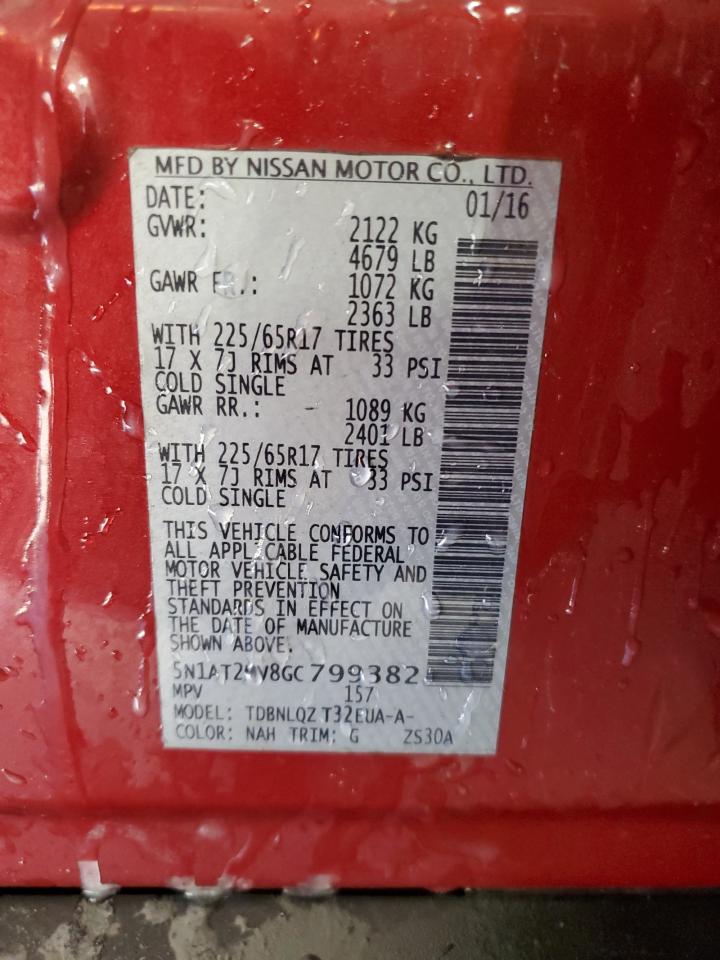 MFD BY NISSAN MOTOR CO., LTD.
DATE: 01/16
GVWR: 2122 KG
4679 LB
GAWR FR.: 1072 KG
2363 LB
WITH 225/65R17 TIRES
17 X 7J RIMS AT 33 PSI
COLD SINGLE
GAWR RR.: - 1089 KG
2401 LB
WITH 225/65R17 TIRES
17 X 7J RIMS AT 33 PSI
COLD SINGLE
THIS VEHICLE CONFORMS TO
ALL APPLICABLE FEDERAL
MOTOR VEHICLE SAFETY AND
THEFT PREVENTION
STANDARDS IN EFFECT ON
THE DATE OF MANUFACTURE
SHOWN ABOVE.
5N1AT2MV8GC799382
MPV 157
MODEL: TDBNLQZ T32EUA-A-
COLOR: NAH TRIM: G ZS30A